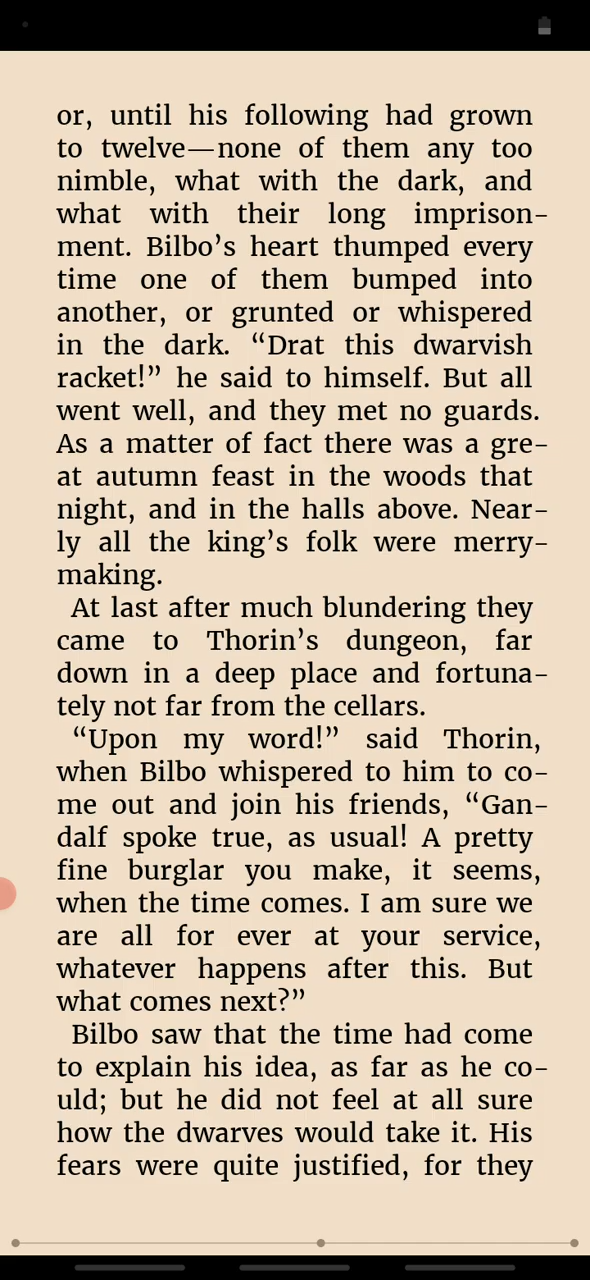 or, until his following had grown
to twelve—none of them any too
nimble, what with the dark, and
what with their long imprison-
ment. Bilbo’s heart thumped every
time one of them bumped into
another, or grunted or whispered
in the dark. “Drat this dwarvish
racket!” he said to himself. But all
went well, and they met no guards.
As a matter of fact there was a gre-
at autumn feast in the woods that
night, and in the halls above. Near-
ly all the king’s folk were merry-
making.
At last after much blundering they
came to Thorin’s dungeon, far
down in a deep place and fortuna-
tely not far from the cellars.
“Upon my word!” said Thorin,
when Bilbo whispered to him to co-
me out and join his friends, “Gan-
dalf spoke true, as usual! A pretty
fine burglar you make, it seems,
when the time comes. I am sure we
are all for ever at your service,
whatever happens after this. But
what comes next?”
Bilbo saw that the time had come
to explain his idea, as far as he co-
uld; but he did not feel at all sure
how the dwarves would take it. His
fears were quite justified, for they